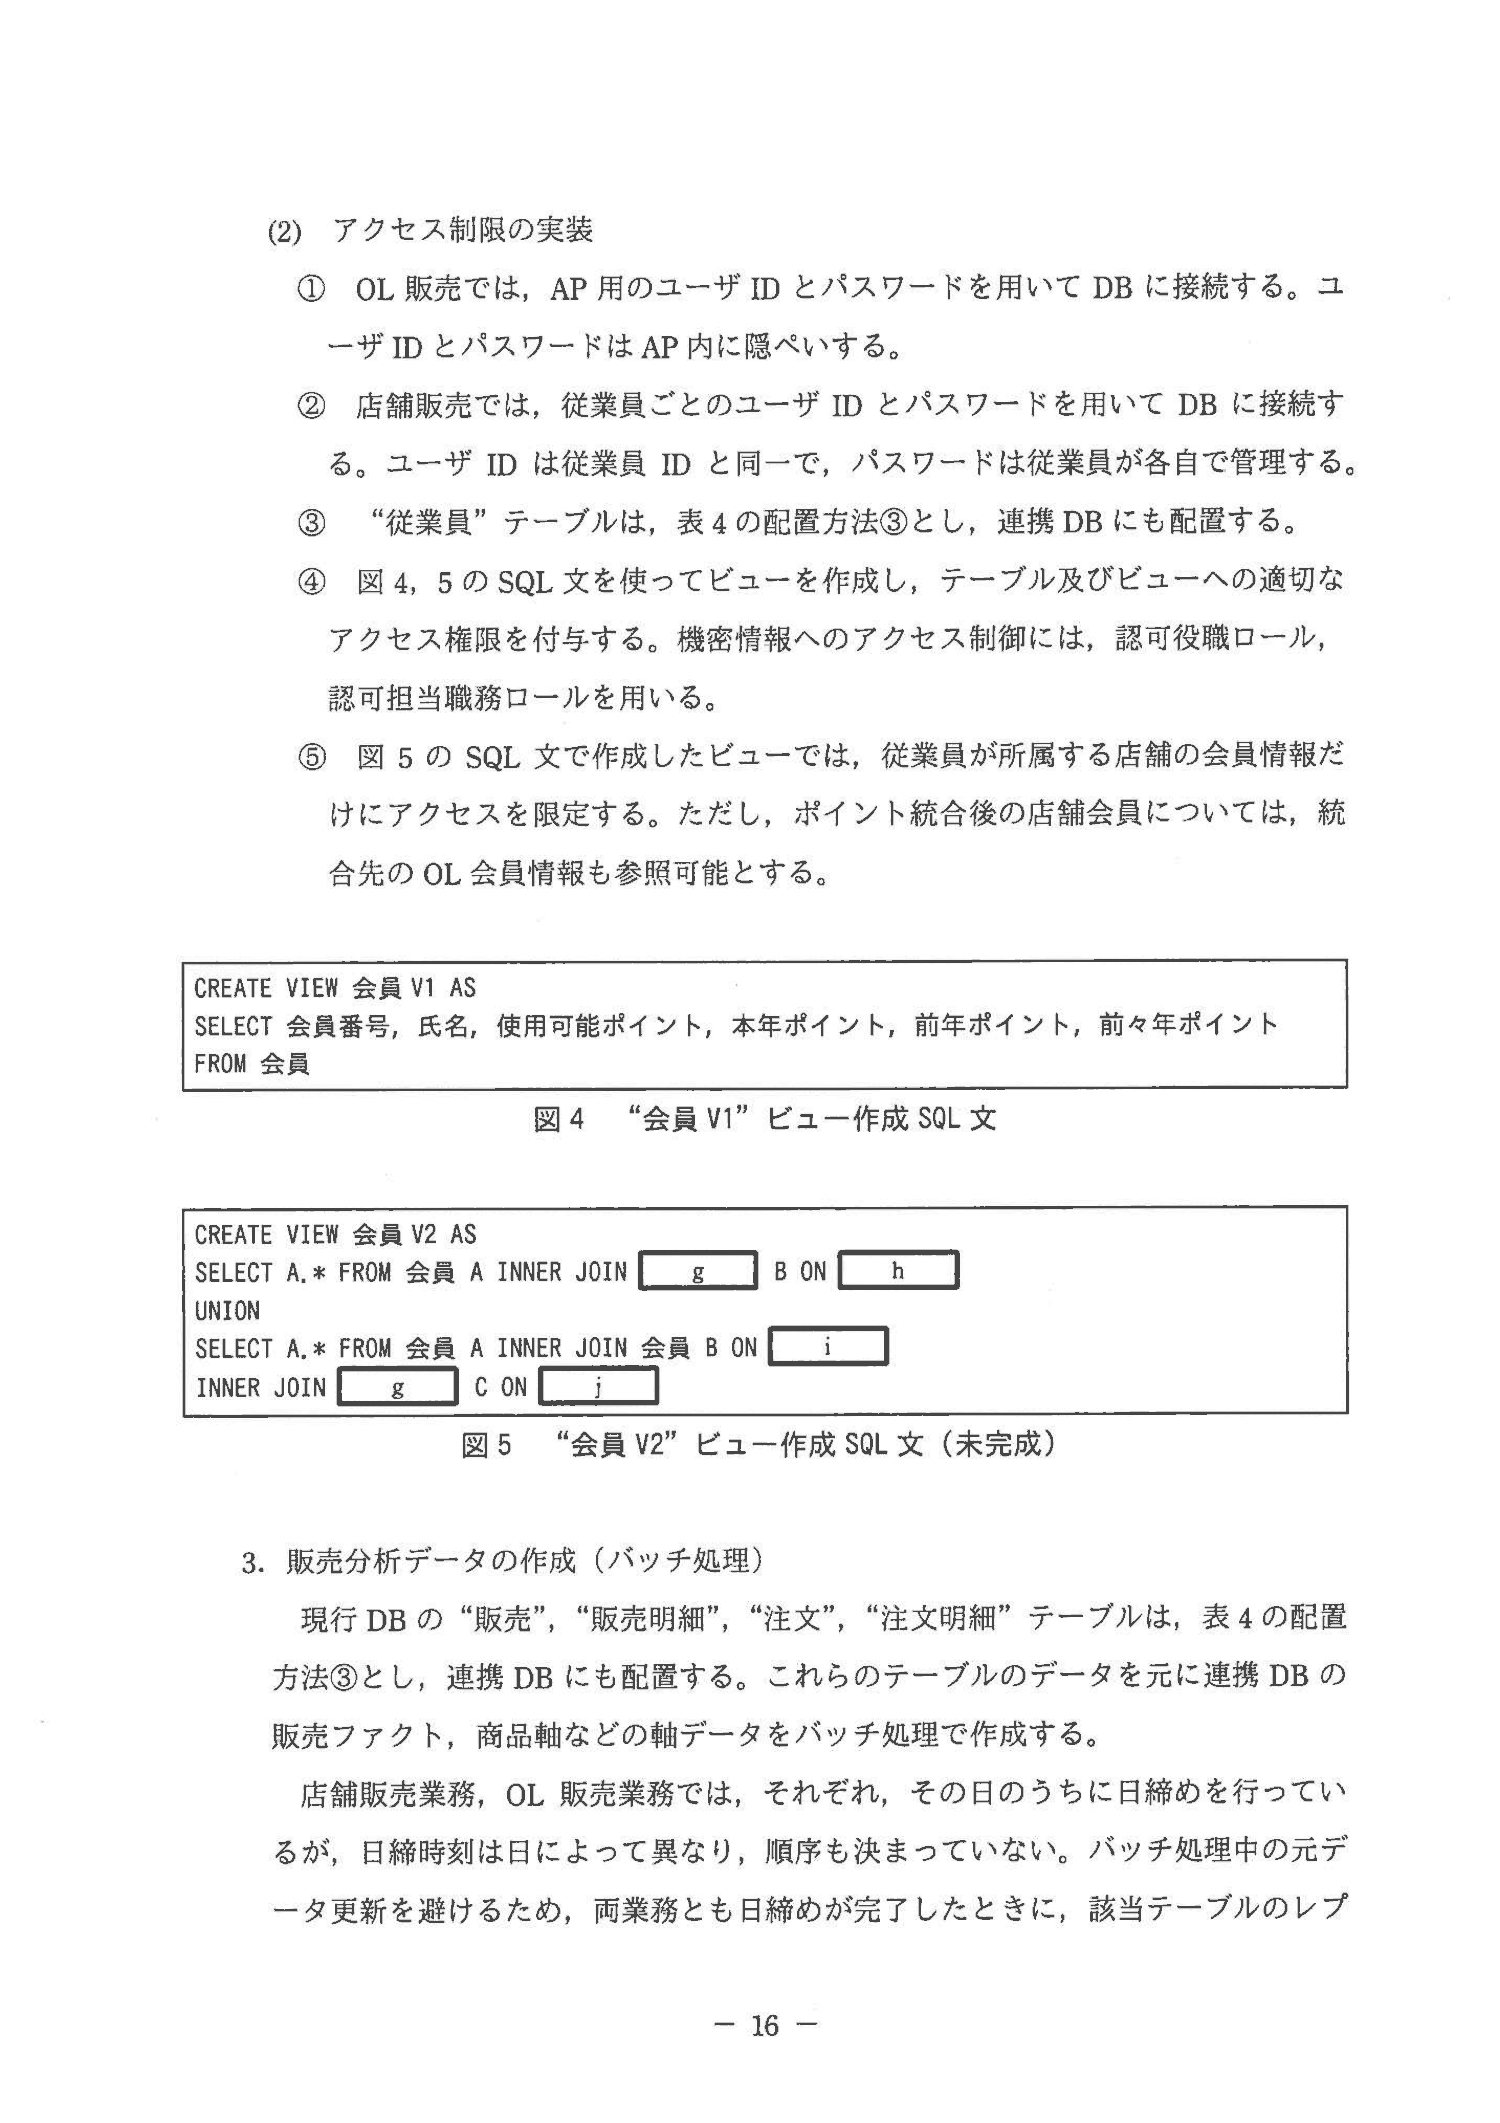 (2) アクセス制限の実装
① OL 販売では，AP 用のユーザ ID とパスワードを用いて DB に接続する。ユ
ーザ ID とパスワードは AP 内に隠ぺいする。
② 店舗販売では，従業員ごとのユーザ ID とパスワードを用いて DB に接続す
る。ユーザ ID は従業員 ID と同一で，パスワードは従業員が各自で管理する。
③ “従業員” テーブルは，表 4 の配置方法③とし，連携 DB にも配置する。
④ 図 4，5 の SQL 文を使ってビューを作成し，テーブル及びビューへの適切な
アクセス権限を付与する。機密情報へのアクセス制御には，認可役職ロール，
認可担当職務ロールを用いる。
⑤ 図 5 の SQL 文で作成したビューでは，従業員が所属する店舗の会員情報だ
けにアクセスを限定する。ただし，ポイント統合後の店舗会員については，統
合先の OL 会員情報も参照可能とする。
CREATE VIEW 会員 V1 AS
SELECT 会員番号, 氏名, 使用可能ポイント, 本年ポイント, 前年ポイント, 前々年ポイント
FROM 会員
図 4 “会員 V1” ビュー作成 SQL 文
CREATE VIEW 会員 V2 AS
SELECT A.* FROM 会員 A INNER JOIN g B ON h
UNION
SELECT A.* FROM 会員 A INNER JOIN 会員 B ON i
INNER JOIN g C ON j
図 5 “会員 V2” ビュー作成 SQL 文（未完成）
3. 販売分析データの作成（バッチ処理）
現行 DB の “販売”，“販売明細”，“注文”，“注文明細” テーブルは，表 4 の配置
方法③とし，連携 DB にも配置する。これらのテーブルのデータを元に連携 DB の
販売ファクト，商品軸などの軸データをバッチ処理で作成する。
店舗販売業務，OL 販売業務では，それぞれ，その日のうちに日締めを行ってい
るが，日締時刻は日によって異なり，順序も決まっていない。バッチ処理中の元デ
ータ更新を避けるため，両業務とも日締めが完了したときに，該当テーブルのレプ
－ 16 －